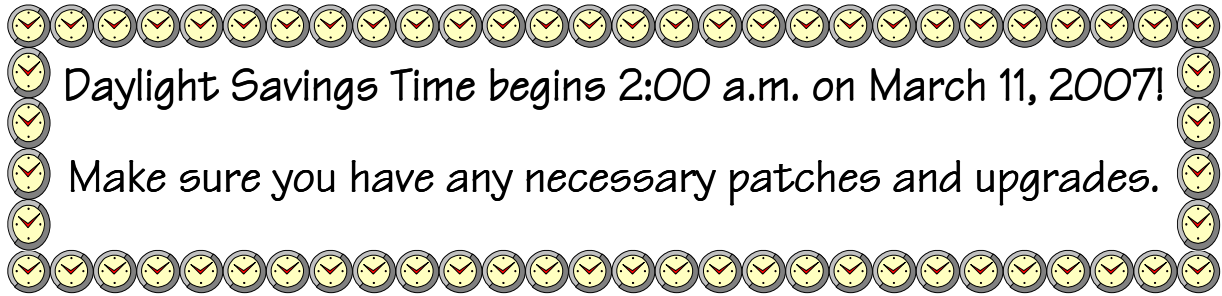 Daylight Savings Time begins 2:00 a.m. on March 11, 2007!
Make sure you have any necessary patches and upgrades.